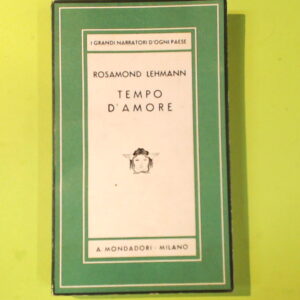 I GRANDI NARRATORI D'OGNI PAESE
ROSAMOND LEHMANN
TEMPO
D'AMORE
A. MONDADORI - MILANO